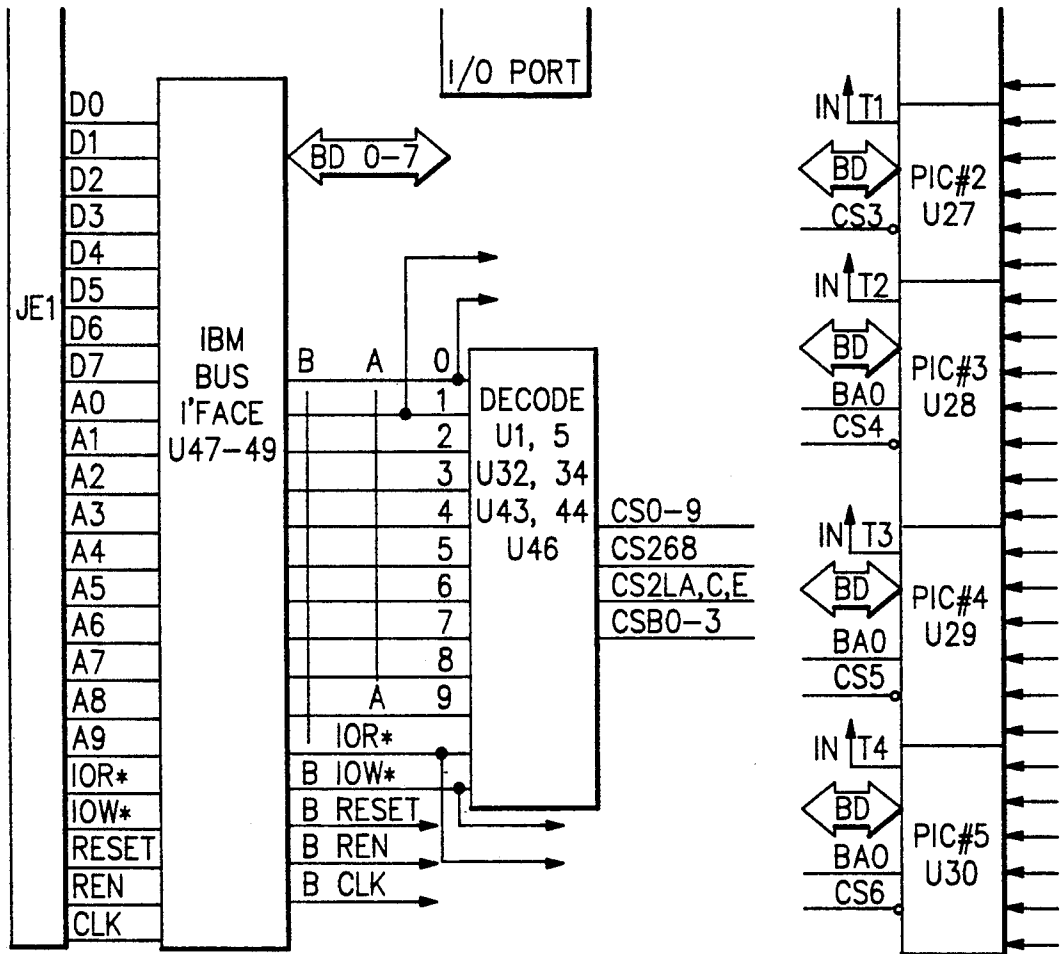 I/O PORT
JE1
D0
D1
D2
D3
D4
D5
D6
D7
A0
A1
A2
A3
A4
A5
A6
A7
A8
A9
IOR*
IOW*
RESET
REN
CLK
IBM
BUS
I'FACE
U47-49
BD 0-7
B A 0
1
2
3
4
5
6
7
8
A 9
IOR*
B IOW*
B RESET
B REN
B CLK
DECODE
U1, 5
U32, 34
U43, 44
U46
CS0-9
CS268
CS2LA,C,E
CSB0-3
IN T1
BD
CS3
PIC#2
U27
IN T2
BD
BA0
CS4
PIC#3
U28
IN T3
BD
BA0
CS5
PIC#4
U29
IN T4
BD
BA0
CS6
PIC#5
U30